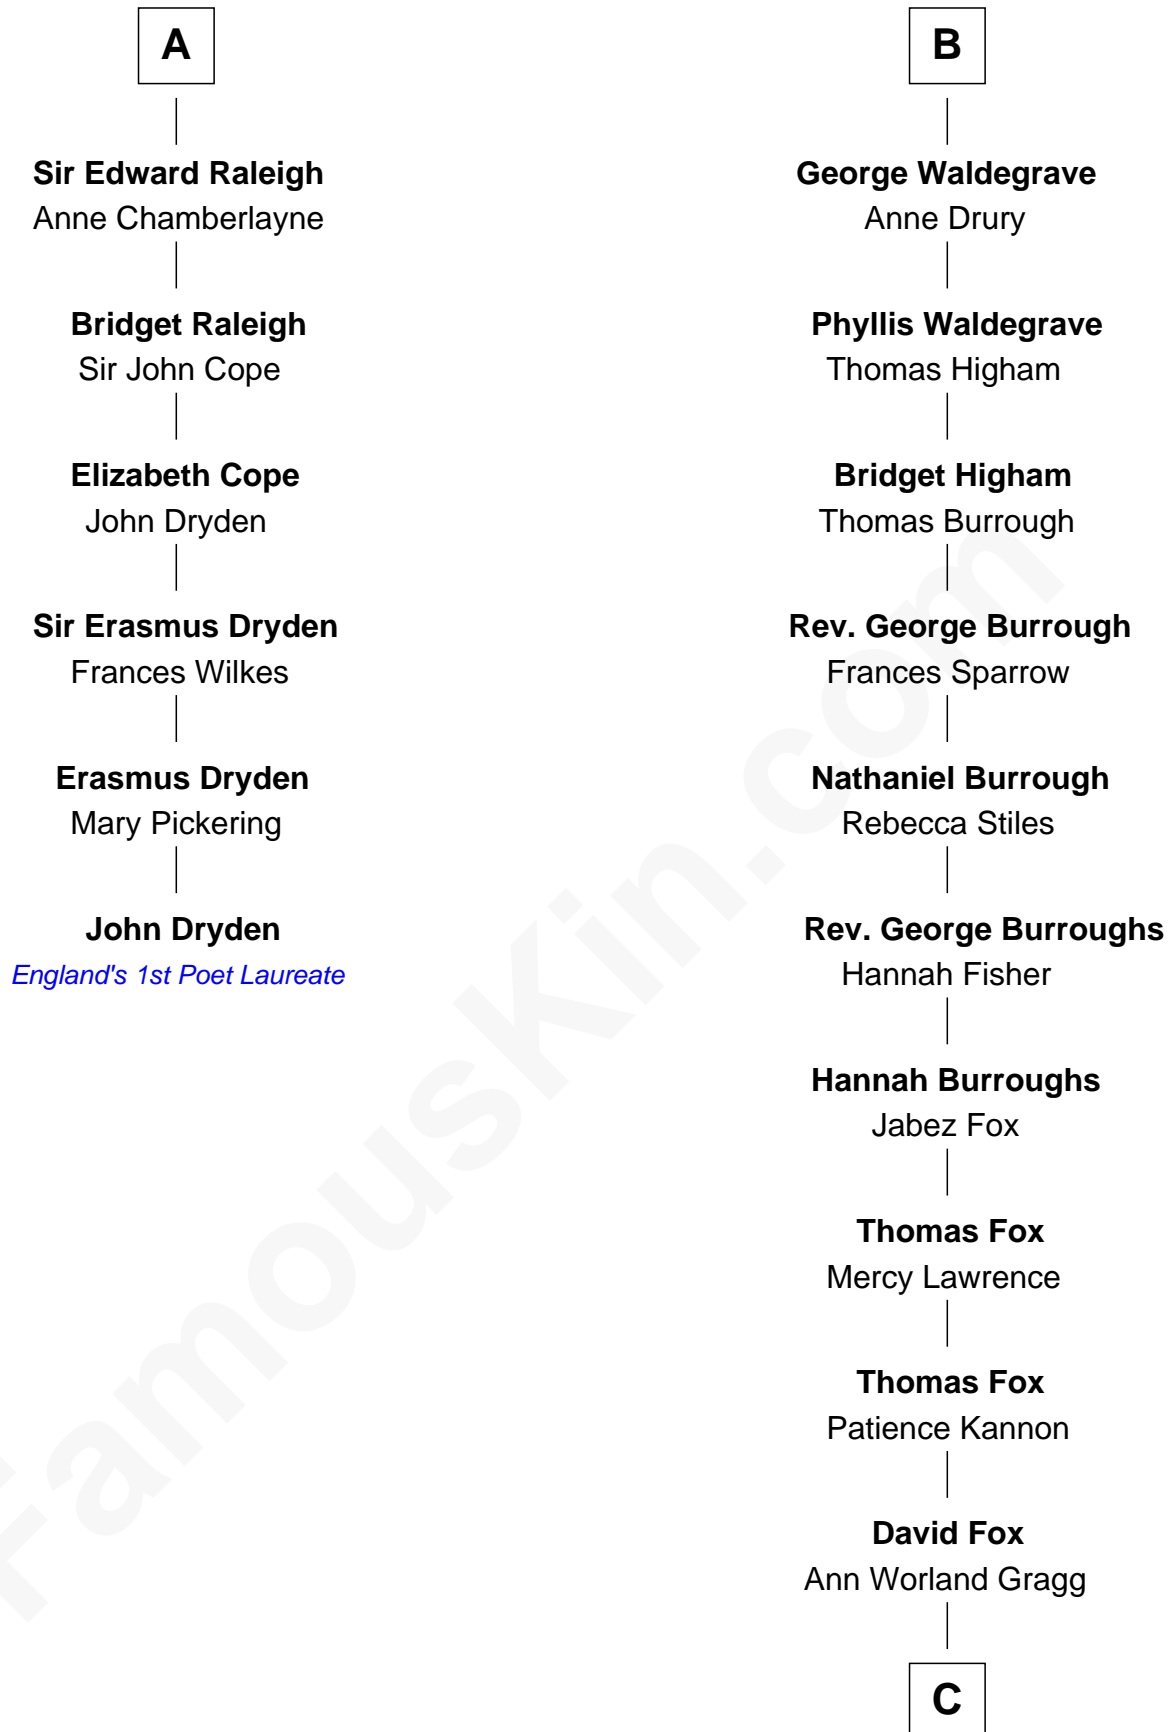 A
Sir Edward Raleigh
Anne Chamberlayne
Bridget Raleigh
Sir John Cope
Elizabeth Cope
John Dryden
Sir Erasmus Dryden
Frances Wilkes
Erasmus Dryden
Mary Pickering
John Dryden
England's 1st Poet Laureate
B
George Waldegrave
Anne Drury
Phyllis Waldegrave
Thomas Higham
Bridget Higham
Thomas Burrough
Rev. George Burrough
Frances Sparrow
Nathaniel Burrough
Rebecca Stiles
Rev. George Burroughs
Hannah Fisher
Hannah Burroughs
Jabez Fox
Thomas Fox
Mercy Lawrence
Thomas Fox
Patience Kannon
David Fox
Ann Worland Gragg
C
FamousKin.com